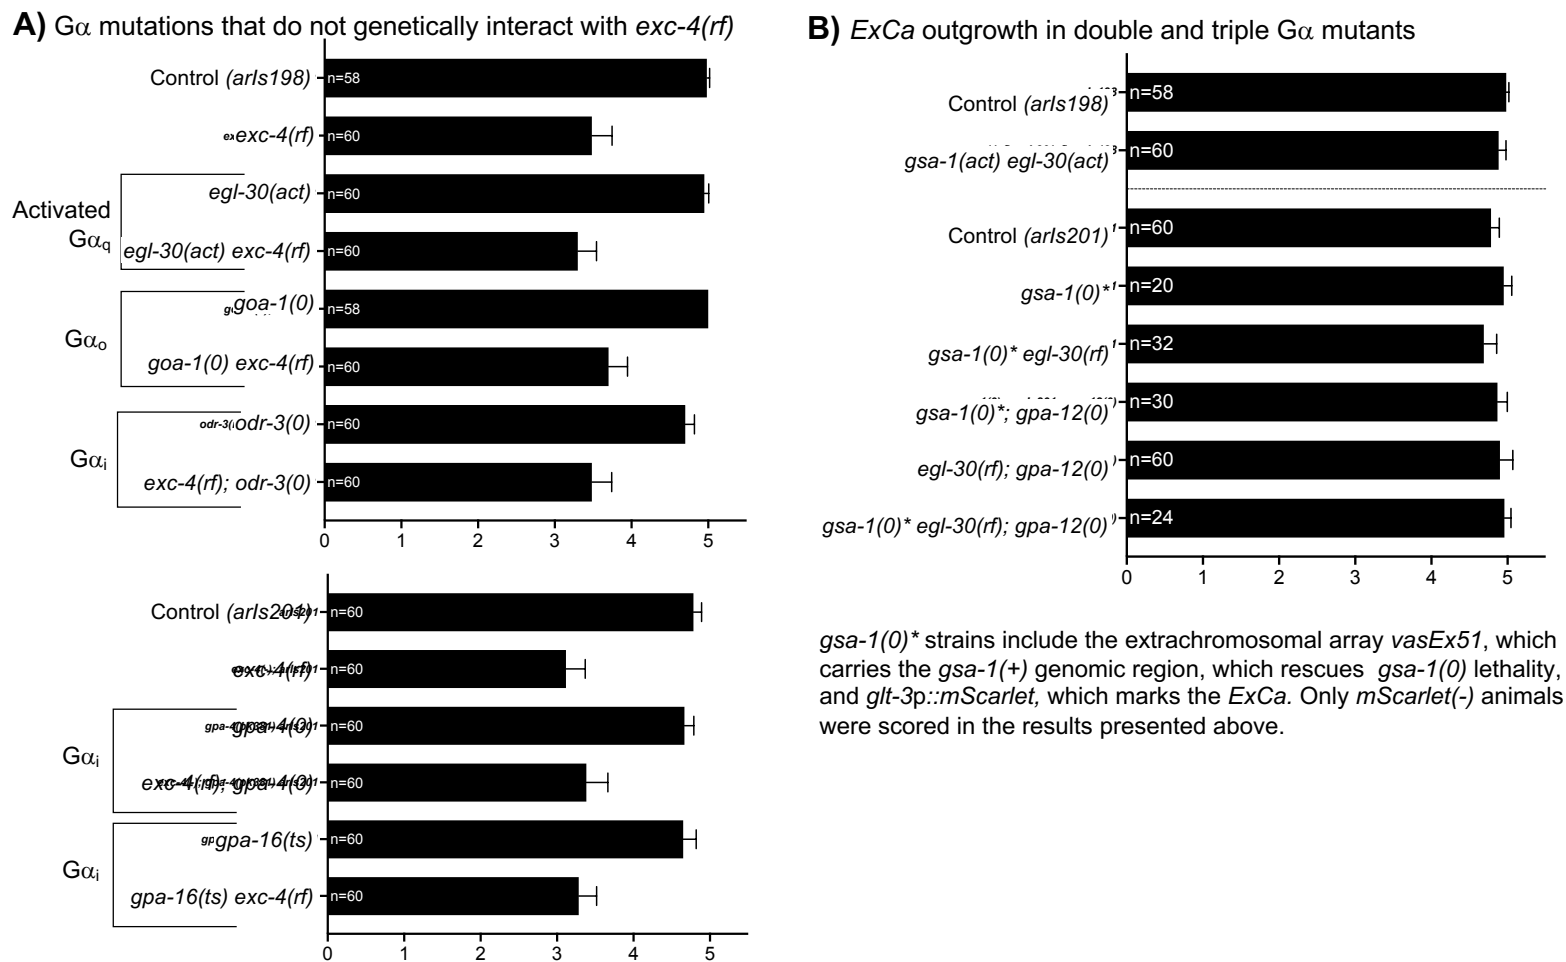 A) Gα mutations that do not genetically interact with exc-4(rf)
Control (arIs198)
n=58
exc-4(rf)
n=60
Activated
Gαq
egl-30(act)
n=60
egl-30(act) exc-4(rf)
n=60
Gαo
goa-1(0)
n=58
goa-1(0) exc-4(rf)
n=60
Gαi
odr-3(0)
n=60
exc-4(rf); odr-3(0)
n=60
0 1 2 3 4 5
Control (arIs201)
n=60
exc-4(rf)
n=60
Gαi
gpa-4(0)
n=60
exc-4(rf); gpa-4(0)
n=60
Gαi
gpa-16(ts)
n=60
gpa-16(ts) exc-4(rf)
n=60
0 1 2 3 4 5
B) ExCa outgrowth in double and triple Gα mutants
Control (arIs198)
n=58
gsa-1(act) egl-30(act)
n=60
Control (arIs201)
n=60
gsa-1(0)*
n=20
gsa-1(0)* egl-30(rf)
n=32
gsa-1(0)*; gpa-12(0)
n=30
egl-30(rf); gpa-12(0)
n=60
gsa-1(0)* egl-30(rf); gpa-12(0)
n=24
0 1 2 3 4 5
gsa-1(0)* strains include the extrachromosomal array vasEx51, which
carries the gsa-1(+) genomic region, which rescues gsa-1(0) lethality,
and glt-3p::mScarlet, which marks the ExCa. Only mScarlet(-) animals
were scored in the results presented above.